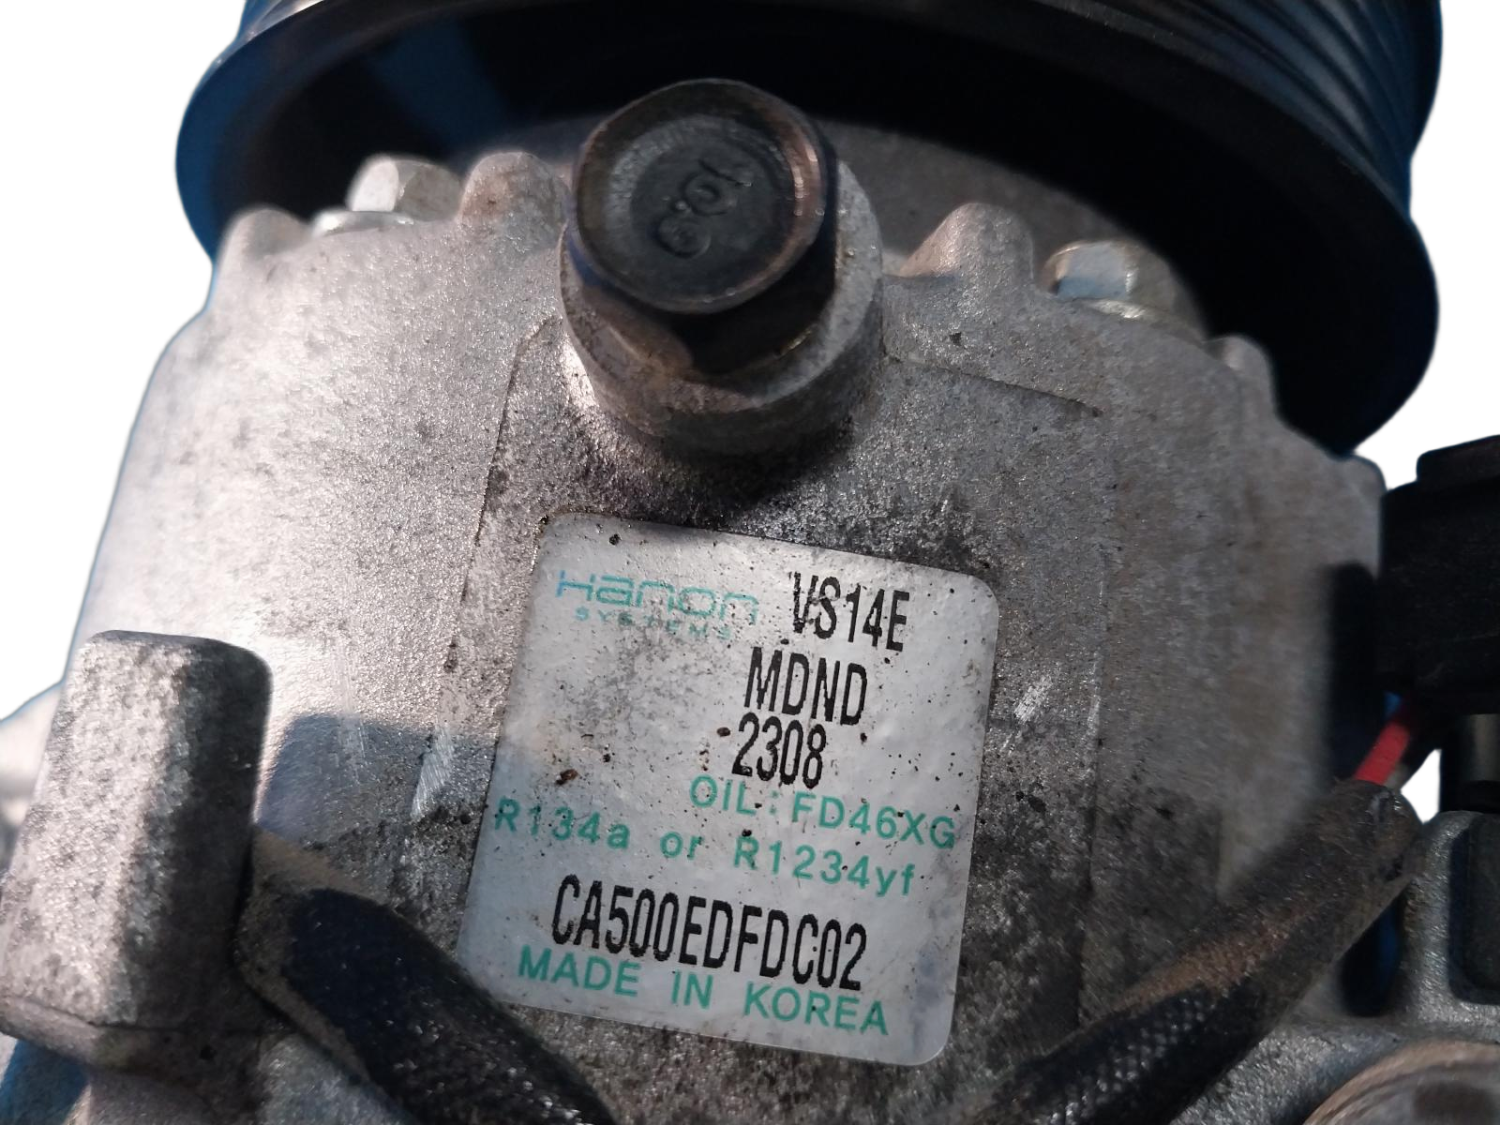 Hanon VS14E
SYSTEMS
MDND
2308
OIL:FD46XG
R134a or R1234yf
CA500EDFDC02
MADE IN KOREA